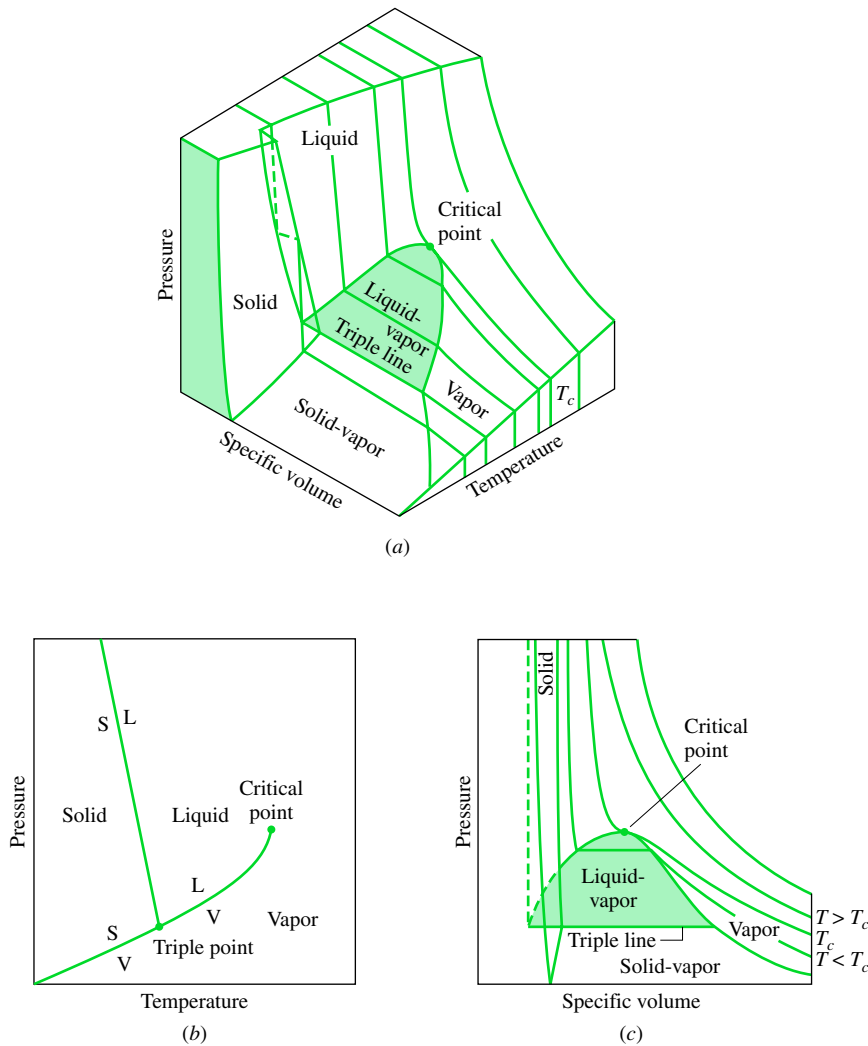 Liquid
Critical
point
Pressure
Solid
Liquid-
vapor
Triple line
Vapor
T_c
Solid-vapor
Specific volume
Temperature
(a)
Pressure
S
L
Solid
Liquid
Critical
point
L
V
S
V
Vapor
Triple point
Temperature
(b)
Pressure
Solid
Critical
point
Liquid-
vapor
Triple line
Vapor
Solid-vapor
T > T_c
T_c
T < T_c
Specific volume
(c)